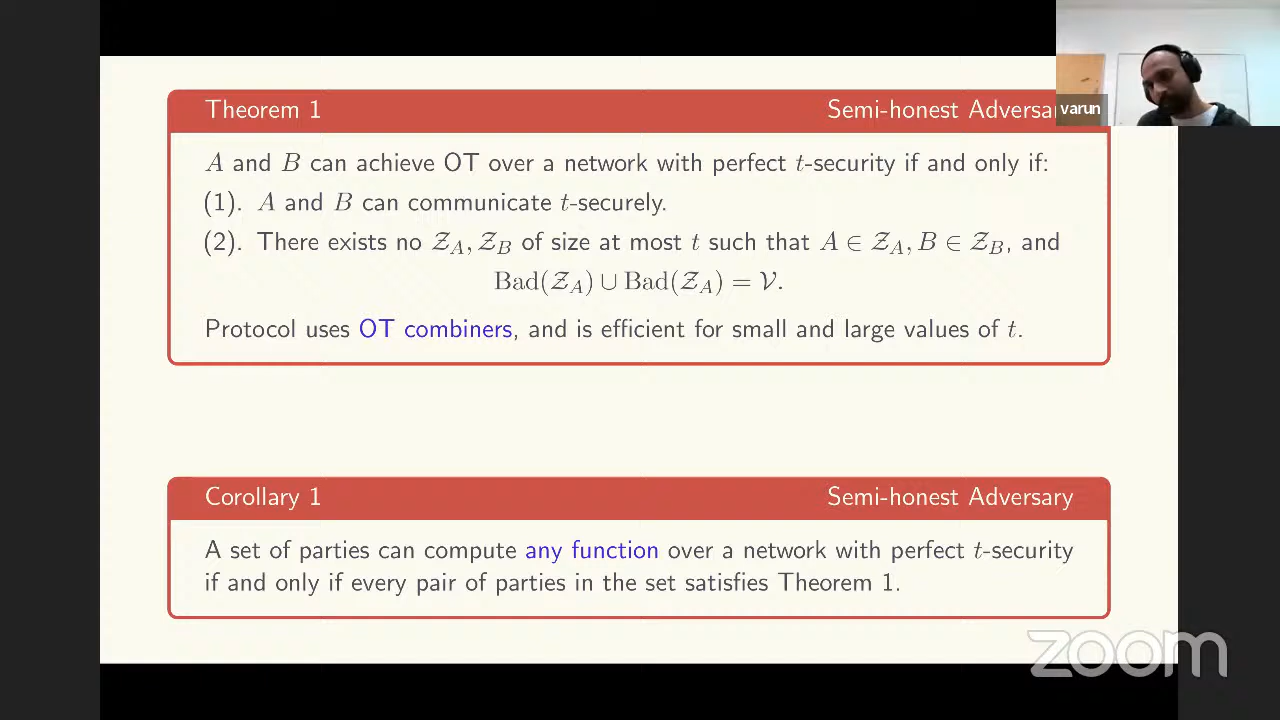 Theorem 1 Semi-honest Adversa
varun
A and B can achieve OT over a network with perfect t-security if and only if:
(1). A and B can communicate t-securely.
(2). There exists no 𝒵_A, 𝒵_B of size at most t such that A ∈ 𝒵_A, B ∈ 𝒵_B, and
Bad(𝒵_A) ∪ Bad(𝒵_A) = 𝒱.
Protocol uses OT combiners, and is efficient for small and large values of t.
Corollary 1 Semi-honest Adversary
A set of parties can compute any function over a network with perfect t-security
if and only if every pair of parties in the set satisfies Theorem 1.
zoom